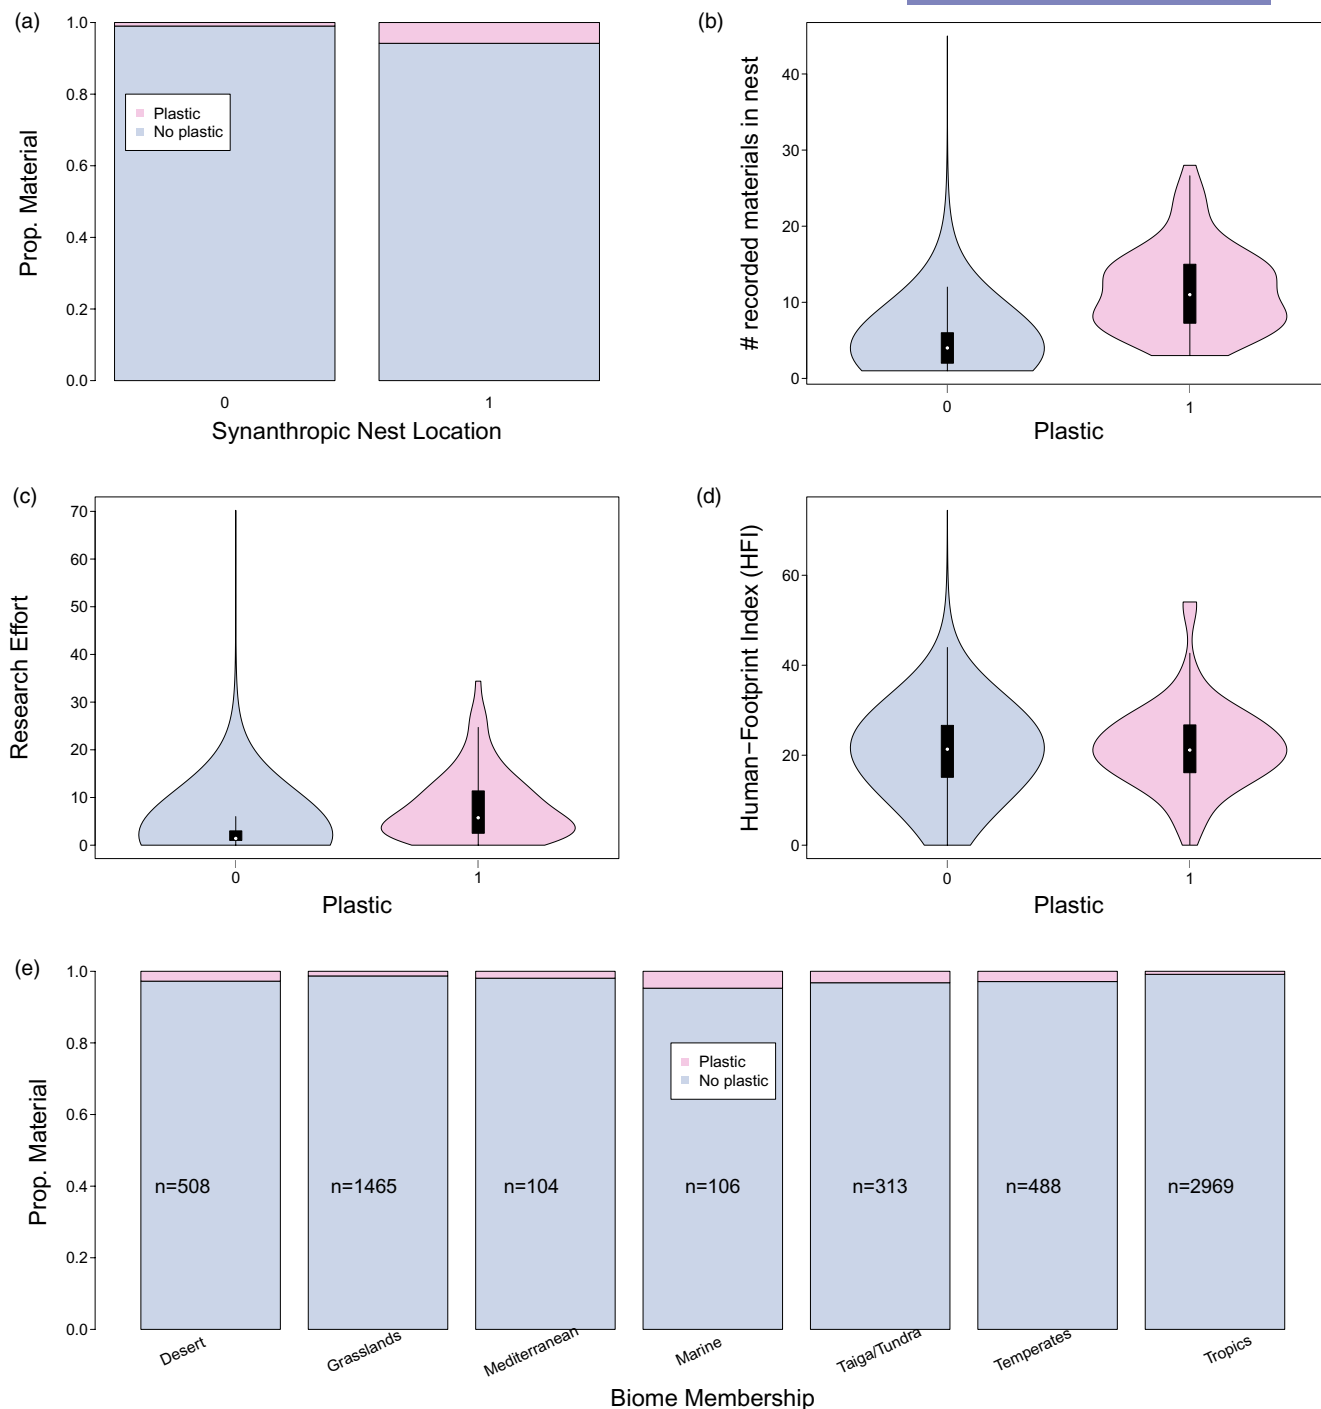 (a)
1.0
0.8
0.6
0.4
0.2
0.0
Prop. Material
Plastic
No plastic
0 1
Synanthropic Nest Location
(b)
40
30
20
10
0
# recorded materials in nest
0 1
Plastic
(c)
70
60
50
40
30
20
10
0
Research Effort
0 1
Plastic
(d)
60
40
20
0
Human−Footprint Index (HFI)
0 1
Plastic
(e)
1.0
0.8
0.6
0.4
0.2
0.0
Prop. Material
Plastic
No plastic
n=508 n=1465 n=104 n=106 n=313 n=488 n=2969
Desert Grasslands Mediterranean Marine Taiga/Tundra Temperates Tropics
Biome Membership